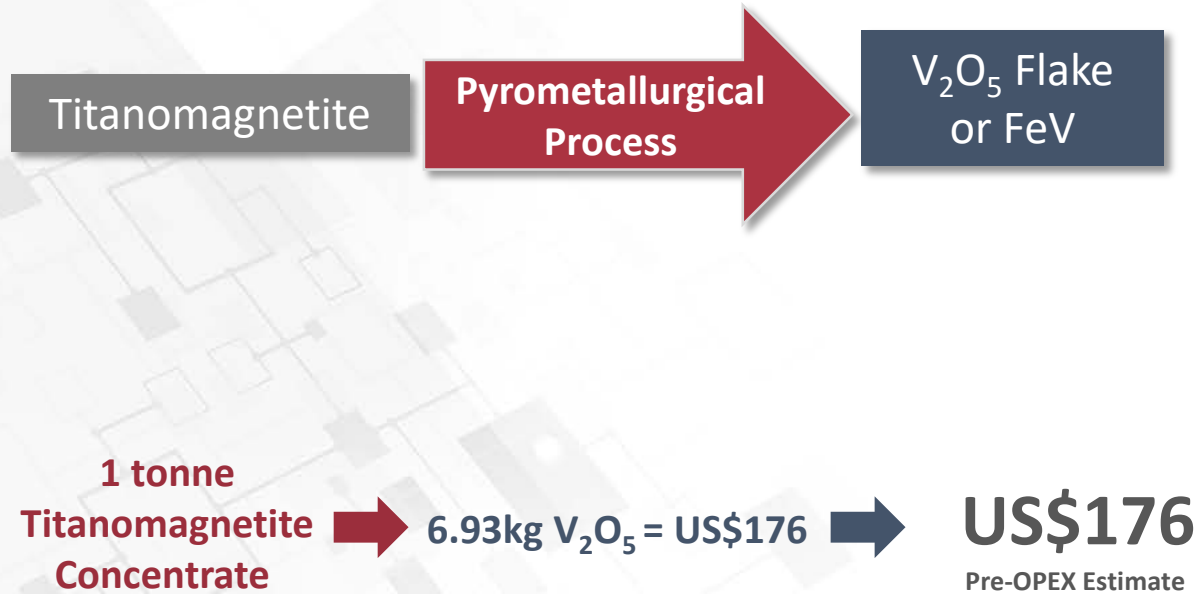 Titanomagnetite
Pyrometallurgical
Process
V₂O₅ Flake
or FeV
1 tonne
Titanomagnetite
Concentrate
6.93kg V₂O₅ = US$176
US$176
Pre-OPEX Estimate